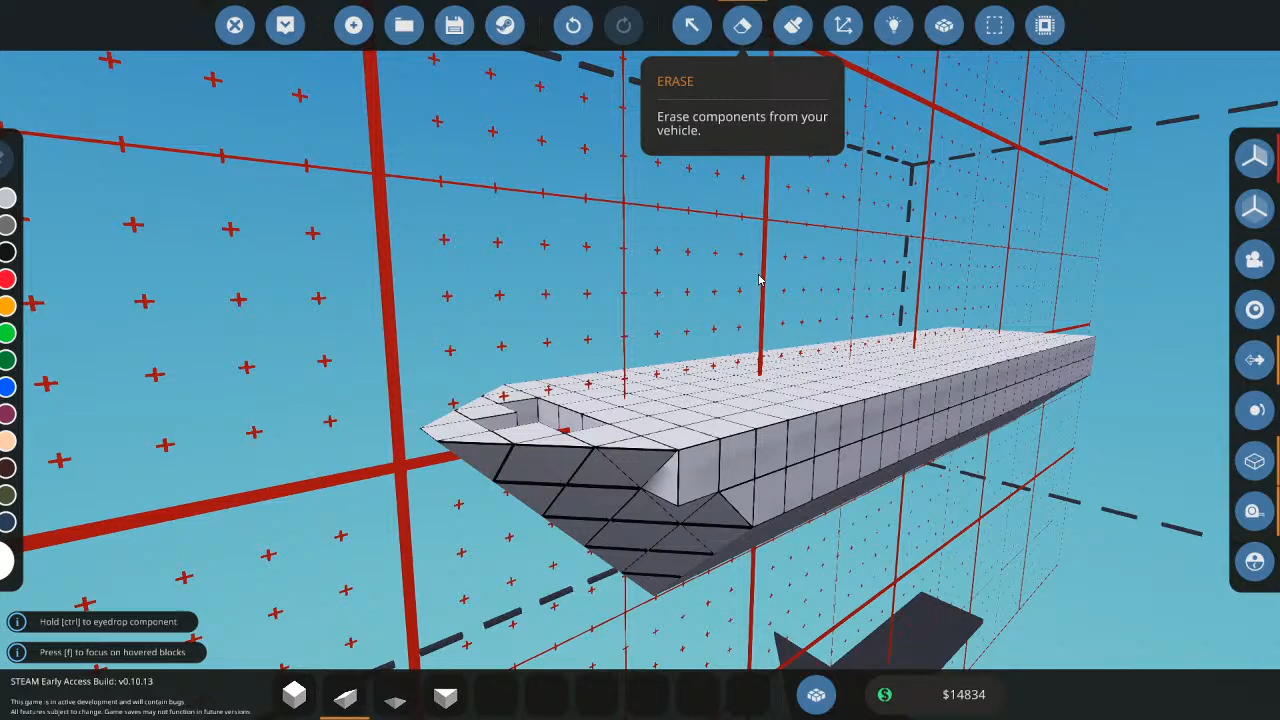 ERASE
Erase components from your
vehicle.
Hold [ctrl] to eyedrop component
Press [f] to focus on hovered blocks
STEAM Early Access Build: v0.10.13
This game is in active development and will contain bugs
All features subject to change. Game saves may not function in future versions
$ $14834